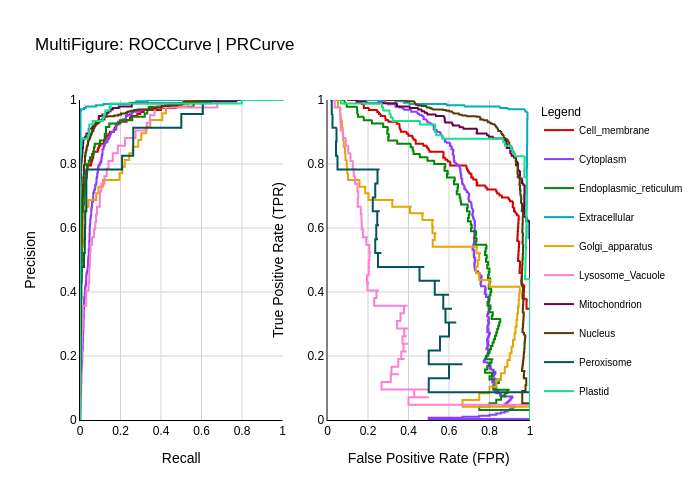 MultiFigure: ROCCurve | PRCurve
Precision
1
0.8
0.6
0.4
0.2
0
0 0.2 0.4 0.6 0.8 1
Recall
True Positive Rate (TPR)
1
0.8
0.6
0.4
0.2
0
0 0.2 0.4 0.6 0.8 1
False Positive Rate (FPR)
Legend
Cell_membrane
Cytoplasm
Endoplasmic_reticulum
Extracellular
Golgi_apparatus
Lysosome_Vacuole
Mitochondrion
Nucleus
Peroxisome
Plastid